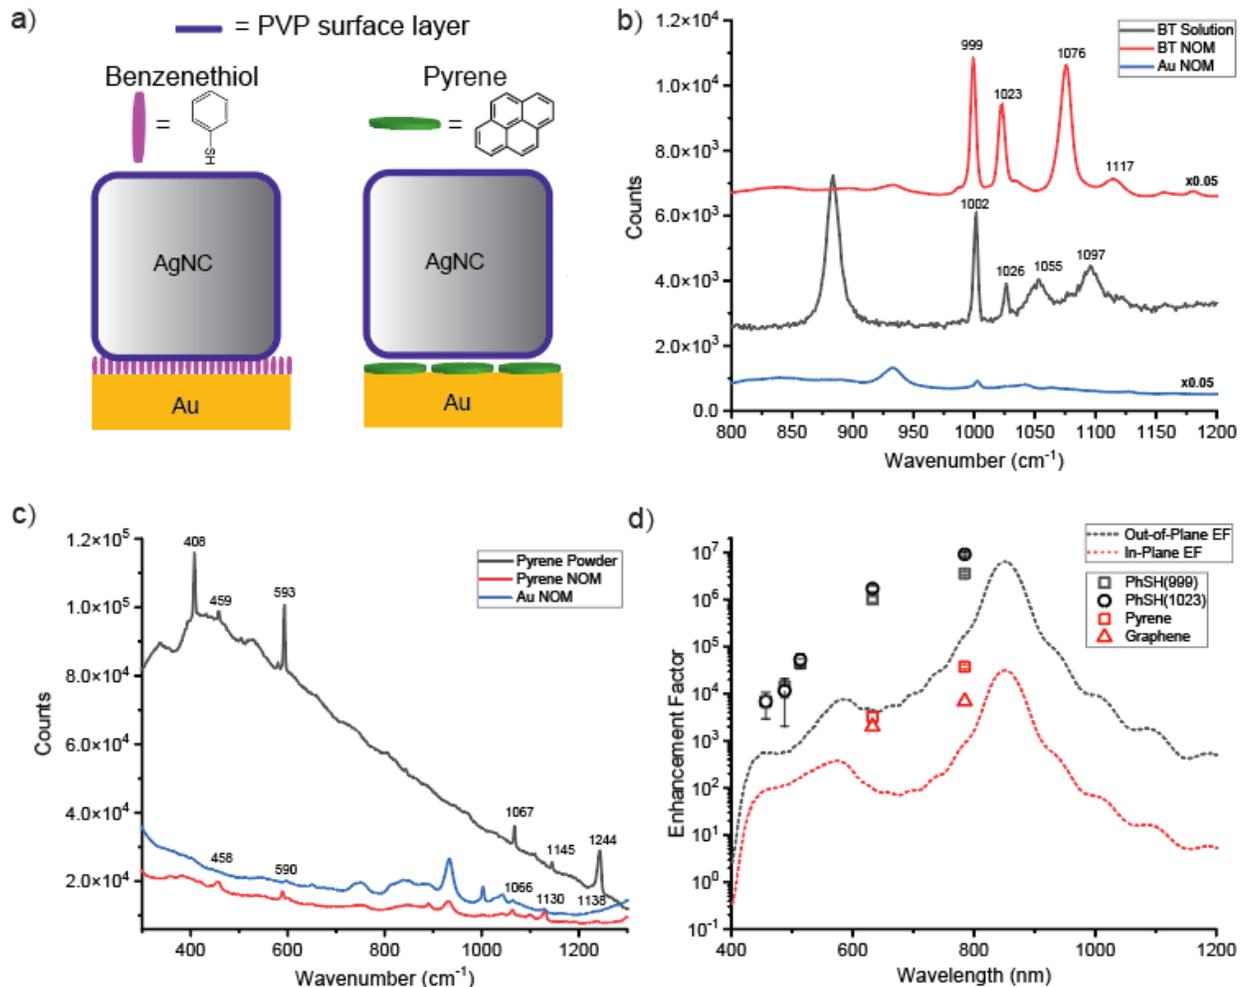 a)
= PVP surface layer
Benzenethiol
Pyrene
=
SH
=
AgNC
AgNC
Au
Au
b)
Counts
1.2×10⁴
1.0×10⁴
8.0×10³
6.0×10³
4.0×10³
2.0×10³
0.0
BT Solution
BT NOM
Au NOM
999
1023
1076
1117
x0.05
1002
1026
1055
1097
x0.05
800 850 900 950 1000 1050 1100 1150 1200
Wavenumber (cm⁻¹)
c)
Counts
1.2×10⁵
1.0×10⁵
8.0×10⁴
6.0×10⁴
4.0×10⁴
2.0×10⁴
Pyrene Powder
Pyrene NOM
Au NOM
408
459
593
1067
1145
1244
458
590
1066
1130
1138
400 600 800 1000 1200
Wavenumber (cm⁻¹)
d)
Enhancement Factor
10⁷
10⁶
10⁵
10⁴
10³
10²
10¹
10⁰
10⁻¹
Out-of-Plane EF
In-Plane EF
PhSH(999)
PhSH(1023)
Pyrene
Graphene
400 600 800 1000 1200
Wavelength (nm)